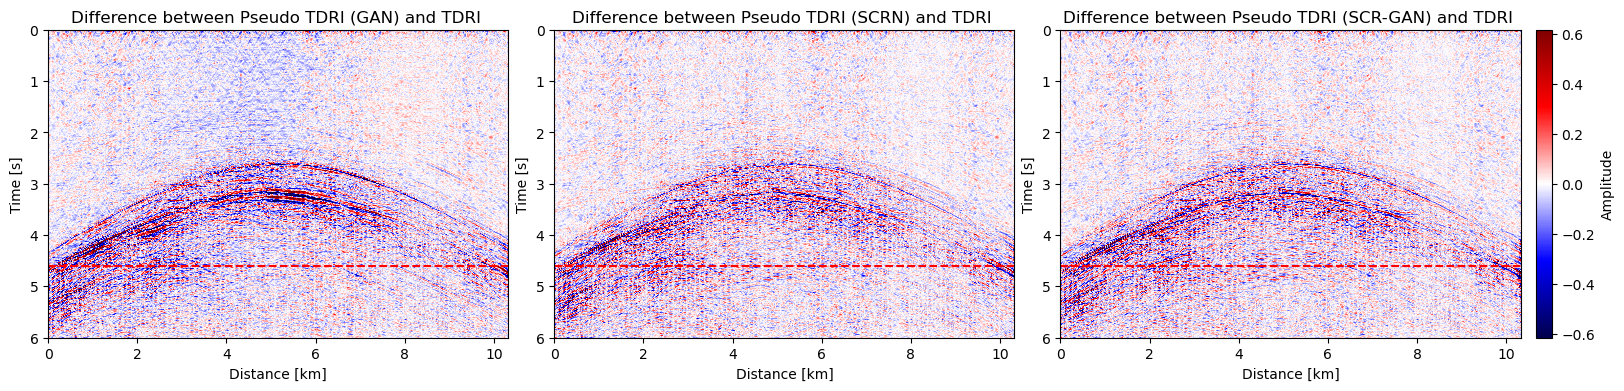 Difference between Pseudo TDRI (GAN) and TDRI
Difference between Pseudo TDRI (SCRN) and TDRI
Difference between Pseudo TDRI (SCR-GAN) and TDRI
0
1
2
3
4
5
6
Time [s]
0 2 4 6 8 10
Distance [km]
0
1
2
3
4
5
6
Time [s]
0 2 4 6 8 10
Distance [km]
0
1
2
3
4
5
6
Time [s]
0 2 4 6 8 10
Distance [km]
0.6
0.4
0.2
0.0
−0.2
−0.4
−0.6
Amplitude